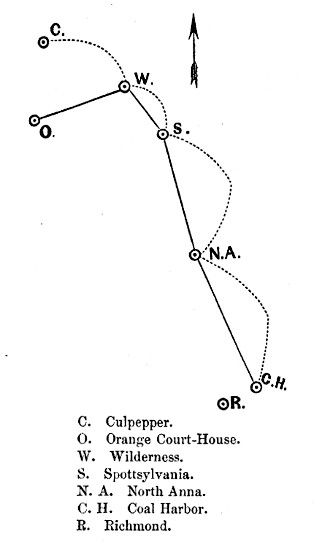 C.
W.
O.
S.
N.A.
C.H.
R.
C. Culpepper.
O. Orange Court-House.
W. Wilderness.
S. Spottsylvania.
N. A. North Anna.
C. H. Coal Harbor.
R. Richmond.